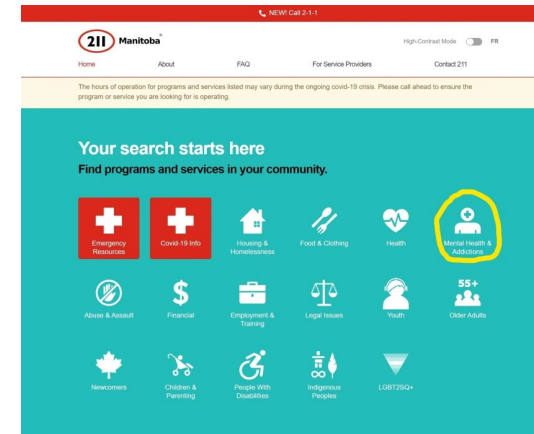 NEW! Call 2-1-1
211 Manitoba®
High-Contrast Mode FR
Home About FAQ For Service Providers Contact 211
The hours of operation for programs and services listed may vary during the ongoing covid-19 crisis. Please call ahead to ensure the
program or service you are looking for is operating.
Your search starts here
Find programs and services in your community.
Emergency
Resources
Covid-19 Info
Housing &
Homelessness
Food & Clothing
Health
Mental Health &
Addictions
Abuse & Assault
Financial
Employment &
Training
Legal Issues
Youth
55+
Older Adults
Newcomers
Children &
Parenting
People With
Disabilities
Indigenous
Peoples
LGBT2SQ+